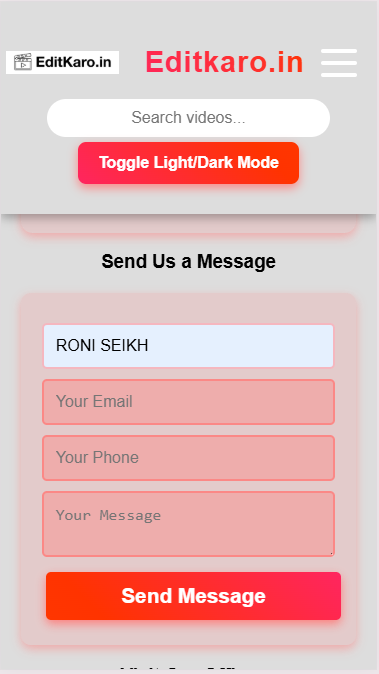 EditKaro.in
Editkaro.in
Search videos...
Toggle Light/Dark Mode
Send Us a Message
RONI SEIKH
Your Email
Your Phone
Your Message
Send Message